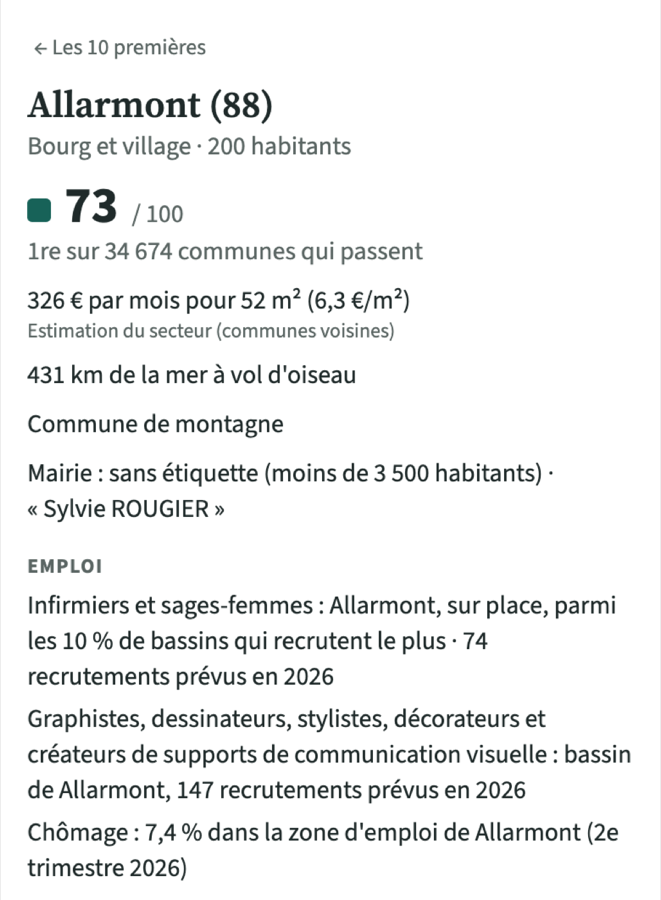 ← Les 10 premières
Allarmont (88)
Bourg et village · 200 habitants
73 / 100
1re sur 34 674 communes qui passent
326 € par mois pour 52 m² (6,3 €/m²)
Estimation du secteur (communes voisines)
431 km de la mer à vol d'oiseau
Commune de montagne
Mairie : sans étiquette (moins de 3 500 habitants) ·
« Sylvie ROUGIER »
EMPLOI
Infirmiers et sages-femmes : Allarmont, sur place, parmi
les 10 % de bassins qui recrutent le plus · 74
recrutements prévus en 2026
Graphistes, dessinateurs, stylistes, décorateurs et
créateurs de supports de communication visuelle : bassin
de Allarmont, 147 recrutements prévus en 2026
Chômage : 7,4 % dans la zone d'emploi de Allarmont (2e
trimestre 2026)